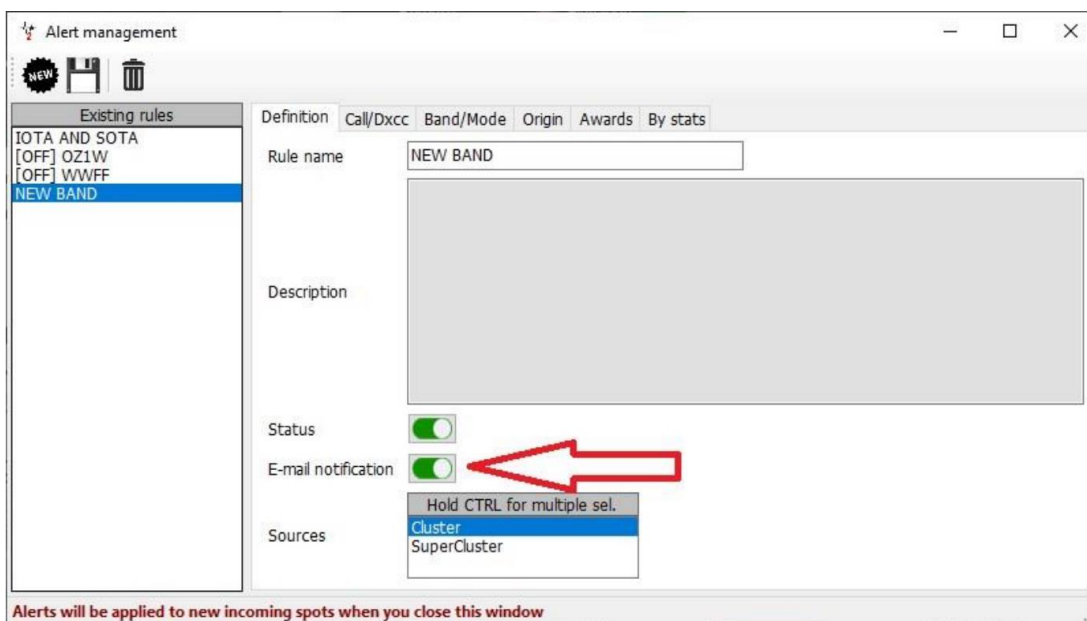 Alert management
NEW
Existing rules
IOTA AND SOTA
[OFF] OZ1W
[OFF] WWFF
NEW BAND
Definition Call/Dxcc Band/Mode Origin Awards By stats
Rule name NEW BAND
Description
Status
E-mail notification
Hold CTRL for multiple sel.
Sources
Cluster
SuperCluster
Alerts will be applied to new incoming spots when you close this window